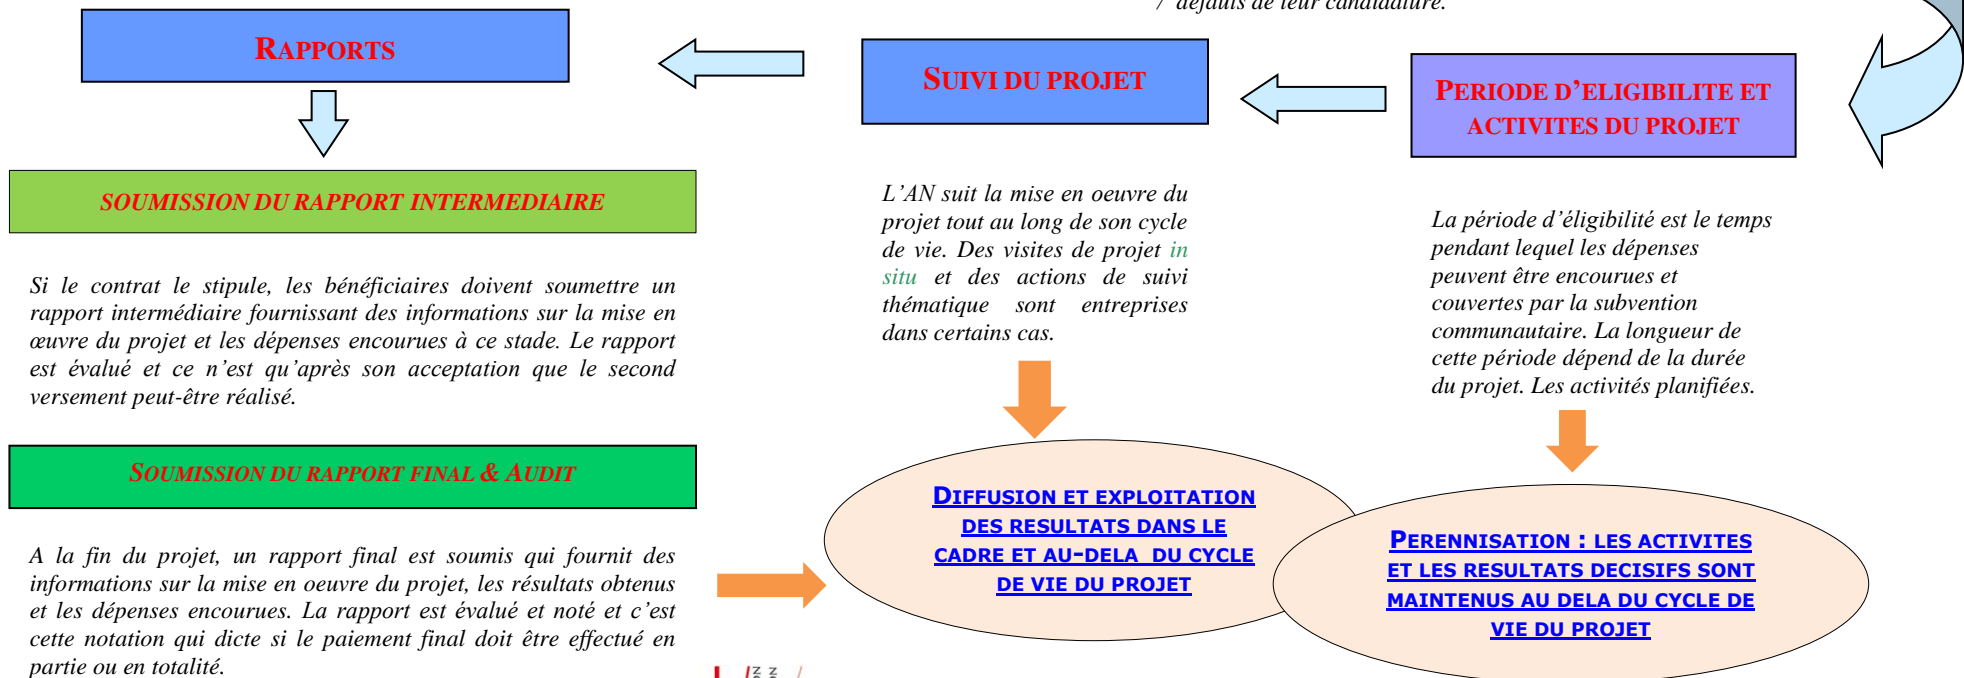 / défauts de leur candidature.
RAPPORTS
SUIVI DU PROJET
PERIODE D'ELIGIBILITE ET
ACTIVITES DU PROJET
SOUMISSION DU RAPPORT INTERMEDIAIRE
Si le contrat le stipule, les bénéficiaires doivent soumettre un
rapport intermédiaire fournissant des informations sur la mise en
œuvre du projet et les dépenses encourues à ce stade. Le rapport
est évalué et ce n'est qu'après son acceptation que le second
versement peut-être réalisé.
SOUMISSION DU RAPPORT FINAL & AUDIT
A la fin du projet, un rapport final est soumis qui fournit des
informations sur la mise en oeuvre du projet, les résultats obtenus
et les dépenses encourues. La rapport est évalué et noté et c'est
cette notation qui dicte si le paiement final doit être effectué en
partie ou en totalité.
L'AN suit la mise en oeuvre du
projet tout au long de son cycle
de vie. Des visites de projet in
situ et des actions de suivi
thématique sont entreprises
dans certains cas.
La période d'éligibilité est le temps
pendant lequel les dépenses
peuvent être encourues et
couvertes par la subvention
communautaire. La longueur de
cette période dépend de la durée
du projet. Les activités planifiées.
DIFFUSION ET EXPLOITATION
DES RESULTATS DANS LE
CADRE ET AU-DELA DU CYCLE
DE VIE DU PROJET
PERENNISATION : LES ACTIVITES
ET LES RESULTATS DECISIFS SONT
MAINTENUS AU DELA DU CYCLE DE
VIE DU PROJET